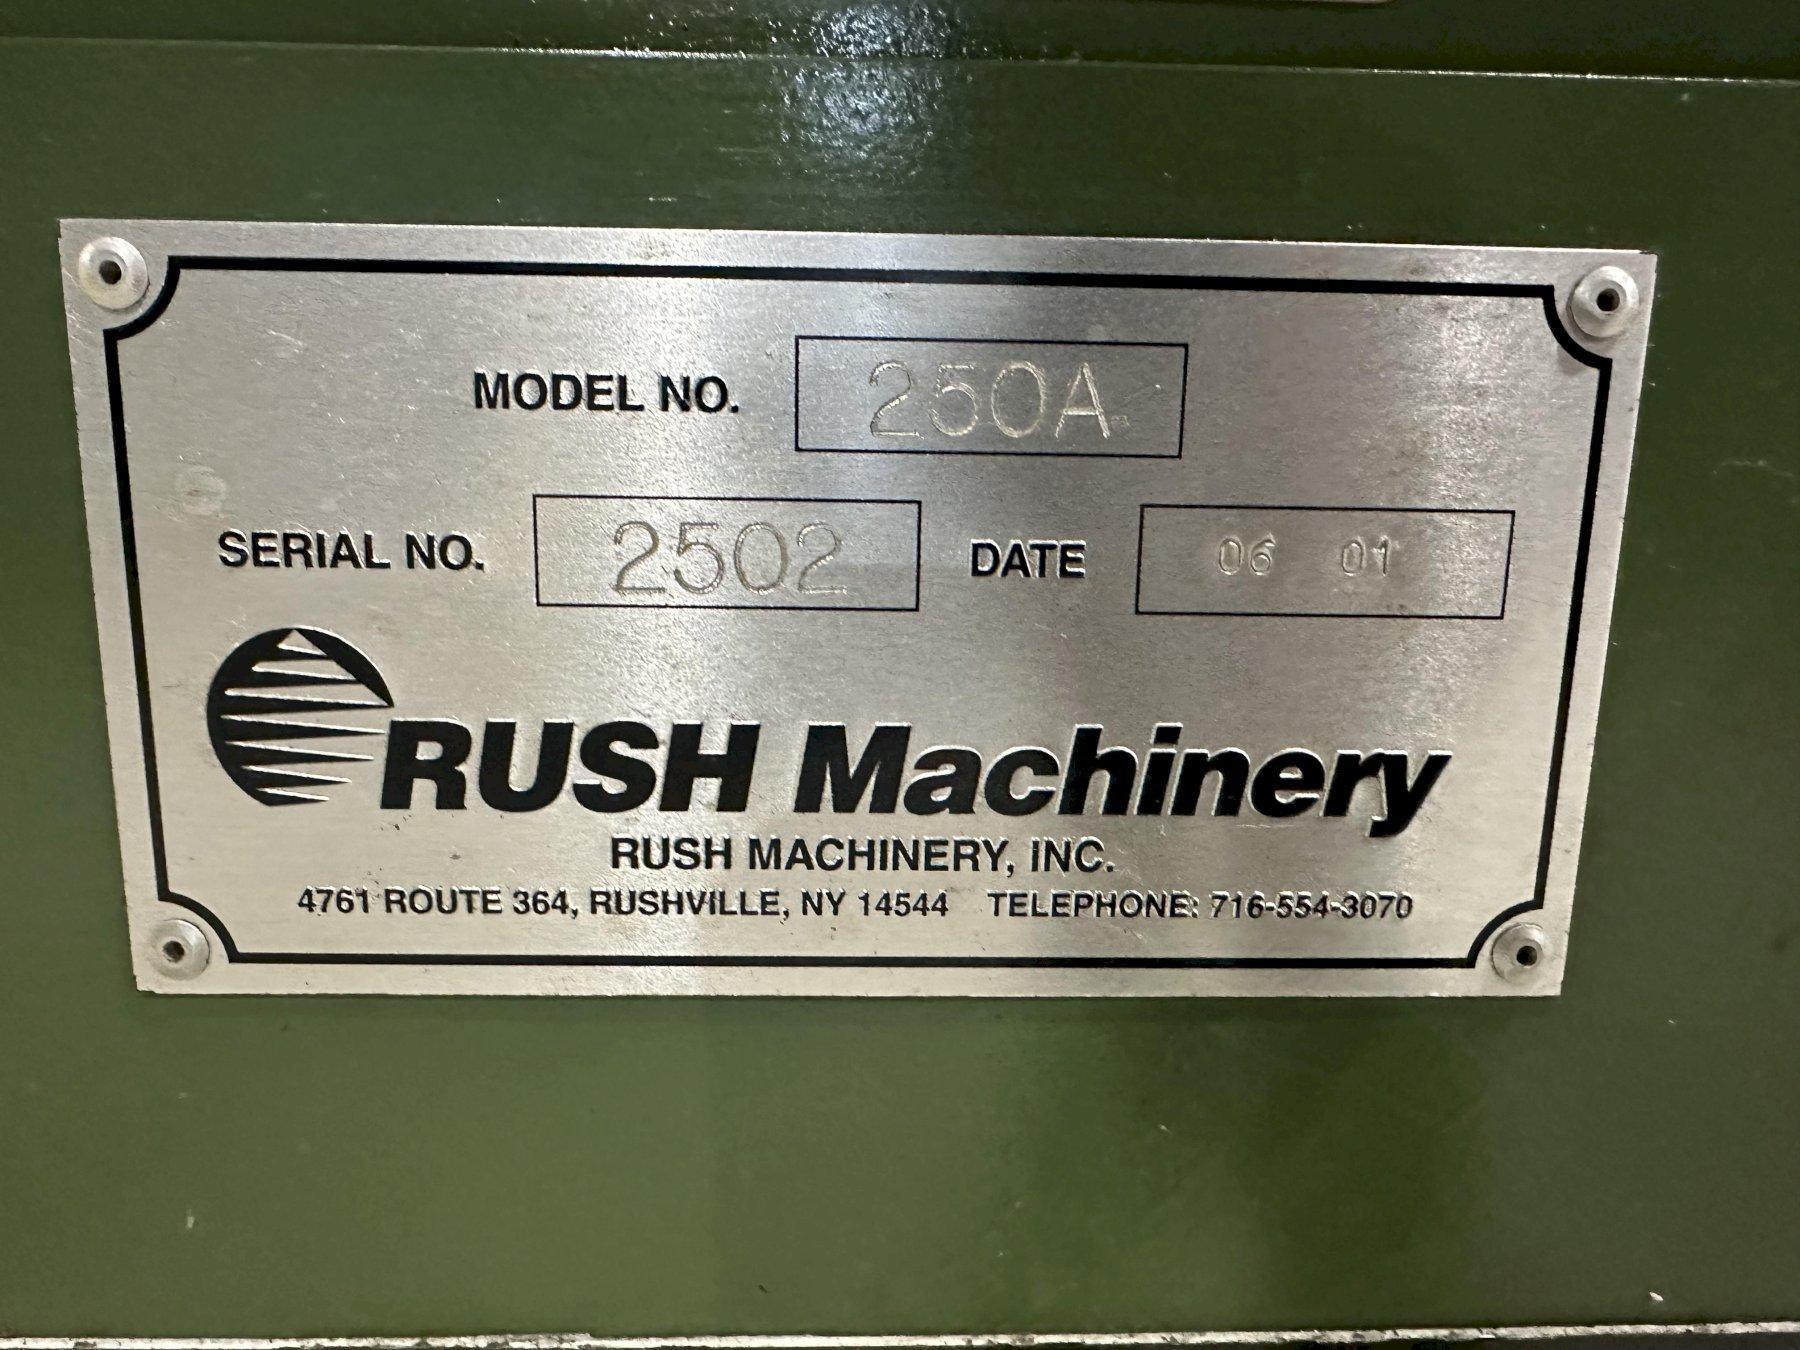 MODEL NO. 250A
SERIAL NO. 2502 DATE 06 01
RUSH Machinery
RUSH MACHINERY, INC.
4761 ROUTE 364, RUSHVILLE, NY 14544 TELEPHONE: 716-554-3070